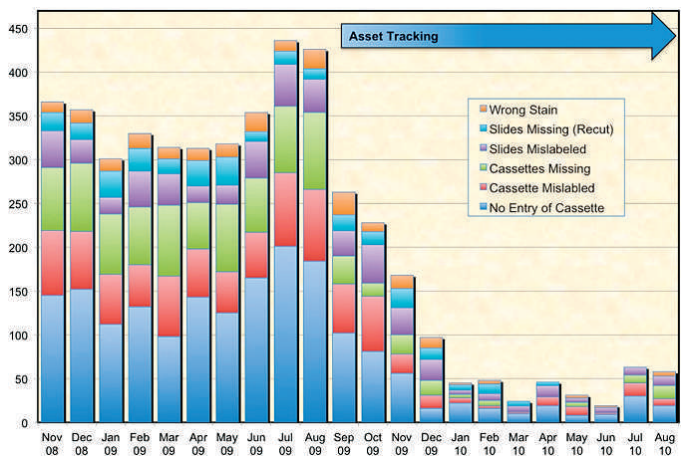 450
400
350
300
250
200
150
100
50
0
Asset Tracking
Wrong Stain
Slides Missing (Recut)
Slides Mislabeled
Cassettes Missing
Cassette Mislabled
No Entry of Cassette
Nov Dec Jan Feb Mar Apr May Jun Jul Aug Sep Oct Nov Dec Jan Feb Mar Apr May Jun Jul Aug
08 08 09 09 09 09 09 09 09 09 09 09 09 09 10 10 10 10 10 10 10 10